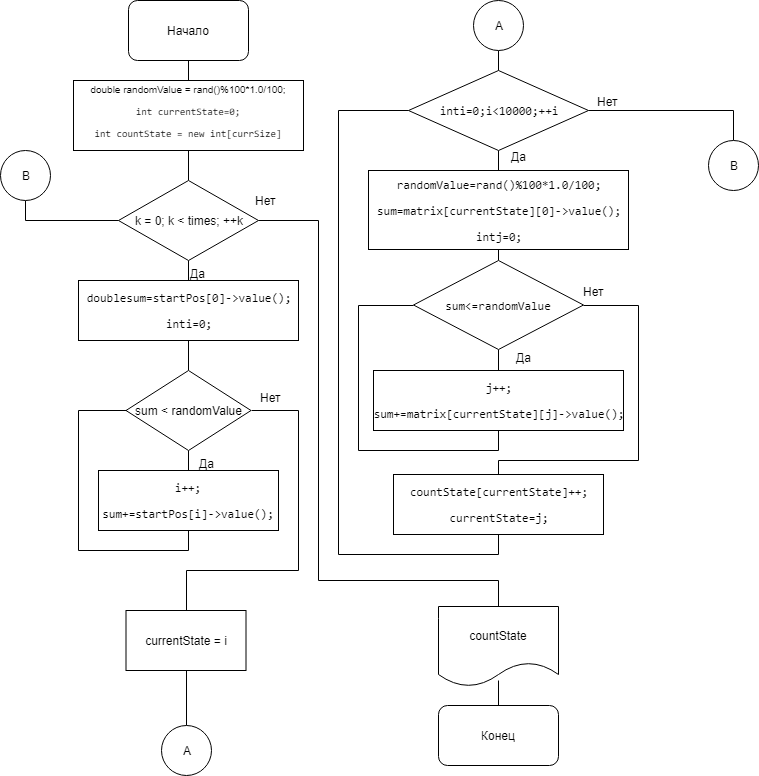 Начало
double randomValue = rand()%100*1.0/100;
int currentState=0;
int countState = new int[currSize]
B
k = 0; k < times; ++k
Нет
Да
doublesum=startPos[0]->value();
inti=0;
sum < randomValue
Нет
Да
i++;
sum+=startPos[i]->value();
currentState = i
A
A
inti=0;i<10000;++i
Нет
B
Да
randomValue=rand()%100*1.0/100;
sum=matrix[currentState][0]->value();
intj=0;
sum<=randomValue
Нет
Да
j++;
sum+=matrix[currentState][j]->value();
countState[currentState]++;
currentState=j;
countState
Конец